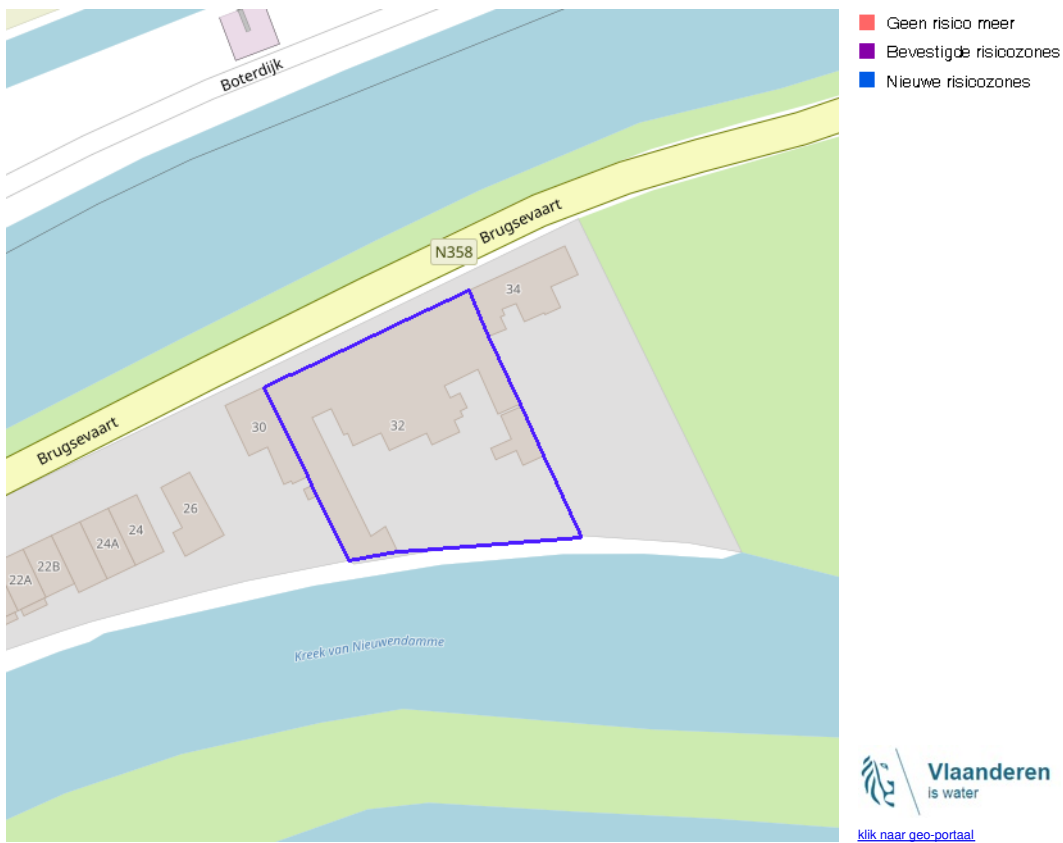 Geen risico meer
Bevestigde risicozones
Nieuwe risicozones
Boterdijk
Brugsevaart
N358
34
30
32
Brugsevaart
26
24
24A
22B
22A
Kreek van Nieuwendamme
Vlaanderen
is water
klik naar geo-portaal